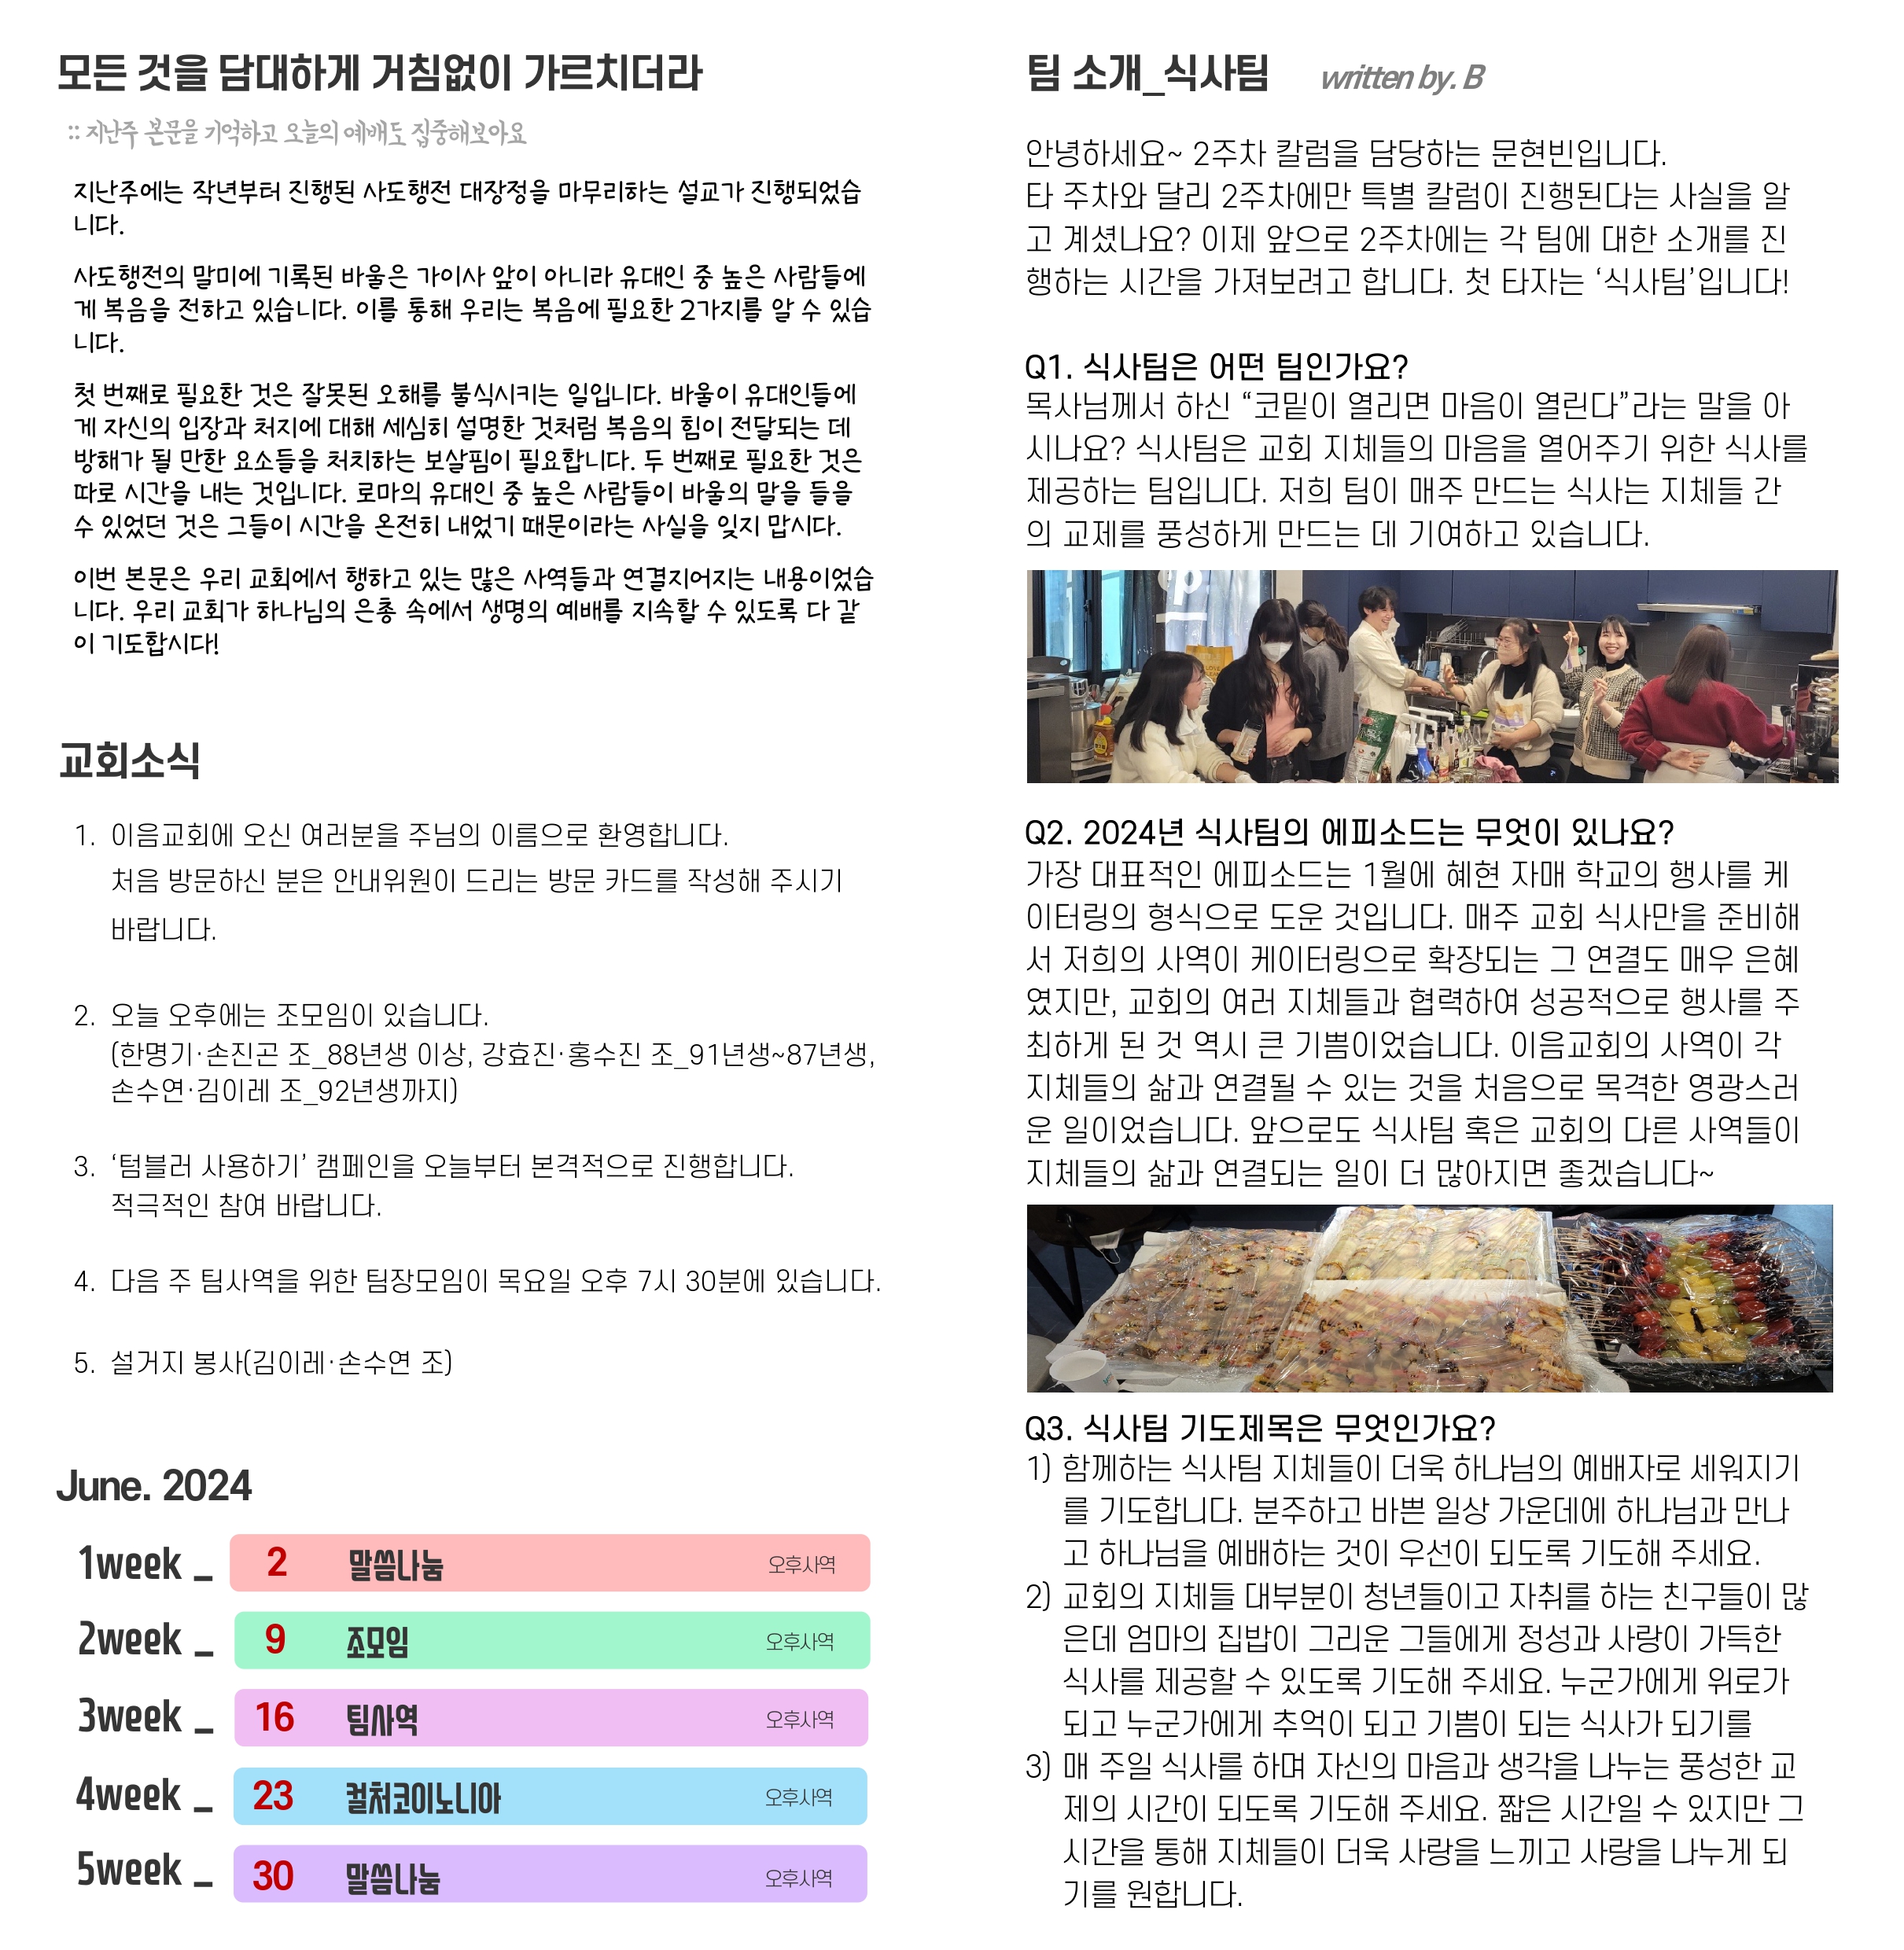 모든 것을 담대하게 거침없이 가르치더라
:: 지난주 본문을 기억하고 오늘의 예배도 집중해보아요
지난주에는 작년부터 진행된 사도행전 대장정을 마무리하는 설교가 진행되었습
니다.
사도행전의 말미에 기록된 바울은 가이사 앞이 아니라 유대인 중 높은 사람들에
게 복음을 전하고 있습니다. 이를 통해 우리는 복음에 필요한 2가지를 알 수 있습
니다.
첫 번째로 필요한 것은 잘못된 오해를 불식시키는 일입니다. 바울이 유대인들에
게 자신의 입장과 처지에 대해 세심히 설명한 것처럼 복음의 힘이 전달되는 데
방해가 될 만한 요소들을 처치하는 보살핌이 필요합니다. 두 번째로 필요한 것은
따로 시간을 내는 것입니다. 로마의 유대인 중 높은 사람들이 바울의 말을 들을
수 있었던 것은 그들이 시간을 온전히 내었기 때문이라는 사실을 잊지 맙시다.
이번 본문은 우리 교회에서 행하고 있는 많은 사역들과 연결지어지는 내용이었습
니다. 우리 교회가 하나님의 은총 속에서 생명의 예배를 지속할 수 있도록 다 같
이 기도합시다!
교회소식
1. 이음교회에 오신 여러분을 주님의 이름으로 환영합니다.
처음 방문하신 분은 안내위원이 드리는 방문 카드를 작성해 주시기
바랍니다.
2. 오늘 오후에는 조모임이 있습니다.
(한명기·손진곤 조_88년생 이상, 강효진·홍수진 조_91년생~87년생,
손수연·김이레 조_92년생까지)
3. ‘텀블러 사용하기’ 캠페인을 오늘부터 본격적으로 진행합니다.
적극적인 참여 바랍니다.
4. 다음 주 팀사역을 위한 팀장모임이 목요일 오후 7시 30분에 있습니다.
5. 설거지 봉사(김이레·손수연 조)
June. 2024
1week _ 2 말씀나눔 오후사역
2week _ 9 조모임 오후사역
3week _ 16 팀사역 오후사역
4week _ 23 컬처코이노니아 오후사역
5week _ 30 말씀나눔 오후사역
팀 소개_식사팀 written by. B
안녕하세요~ 2주차 칼럼을 담당하는 문현빈입니다.
타 주차와 달리 2주차에만 특별 칼럼이 진행된다는 사실을 알
고 계셨나요? 이제 앞으로 2주차에는 각 팀에 대한 소개를 진
행하는 시간을 가져보려고 합니다. 첫 타자는 ‘식사팀’입니다!
Q1. 식사팀은 어떤 팀인가요?
목사님께서 하신 “코밑이 열리면 마음이 열린다”라는 말을 아
시나요? 식사팀은 교회 지체들의 마음을 열어주기 위한 식사를
제공하는 팀입니다. 저희 팀이 매주 만드는 식사는 지체들 간
의 교제를 풍성하게 만드는 데 기여하고 있습니다.
Q2. 2024년 식사팀의 에피소드는 무엇이 있나요?
가장 대표적인 에피소드는 1월에 혜현 자매 학교의 행사를 케
이터링의 형식으로 도운 것입니다. 매주 교회 식사만을 준비해
서 저희의 사역이 케이터링으로 확장되는 그 연결도 매우 은혜
였지만, 교회의 여러 지체들과 협력하여 성공적으로 행사를 주
최하게 된 것 역시 큰 기쁨이었습니다. 이음교회의 사역이 각
지체들의 삶과 연결될 수 있는 것을 처음으로 목격한 영광스러
운 일이었습니다. 앞으로도 식사팀 혹은 교회의 다른 사역들이
지체들의 삶과 연결되는 일이 더 많아지면 좋겠습니다~
Q3. 식사팀 기도제목은 무엇인가요?
1) 함께하는 식사팀 지체들이 더욱 하나님의 예배자로 세워지기
를 기도합니다. 분주하고 바쁜 일상 가운데에 하나님과 만나
고 하나님을 예배하는 것이 우선이 되도록 기도해 주세요.
2) 교회의 지체들 대부분이 청년들이고 자취를 하는 친구들이 많
은데 엄마의 집밥이 그리운 그들에게 정성과 사랑이 가득한
식사를 제공할 수 있도록 기도해 주세요. 누군가에게 위로가
되고 누군가에게 추억이 되고 기쁨이 되는 식사가 되기를
3) 매 주일 식사를 하며 자신의 마음과 생각을 나누는 풍성한 교
제의 시간이 되도록 기도해 주세요. 짧은 시간일 수 있지만 그
시간을 통해 지체들이 더욱 사랑을 느끼고 사랑을 나누게 되
기를 원합니다.